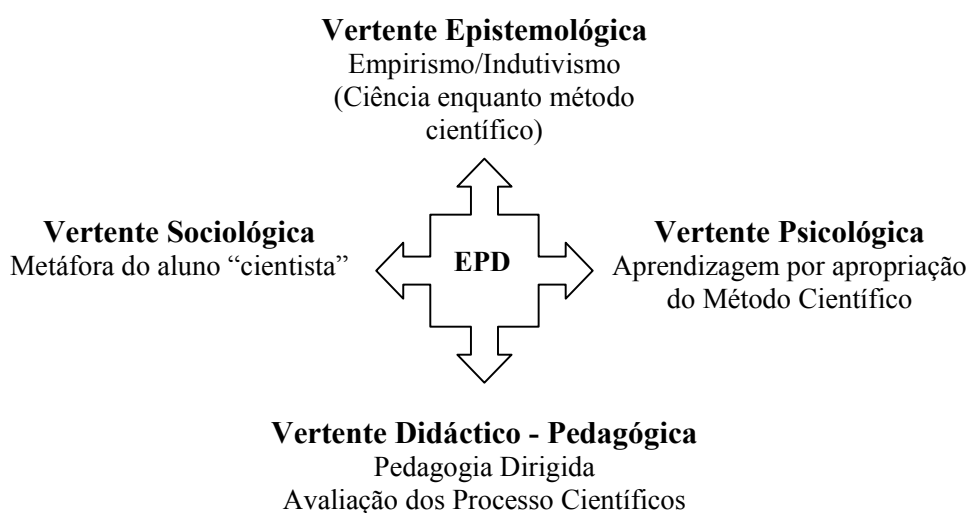 Vertente Epistemológica
Empirismo/Indutivismo
(Ciência enquanto método
científico)
Vertente Sociológica
Metáfora do aluno “cientista”
EPD
Vertente Psicológica
Aprendizagem por apropriação
do Método Científico
Vertente Didáctico - Pedagógica
Pedagogia Dirigida
Avaliação dos Processo Científicos